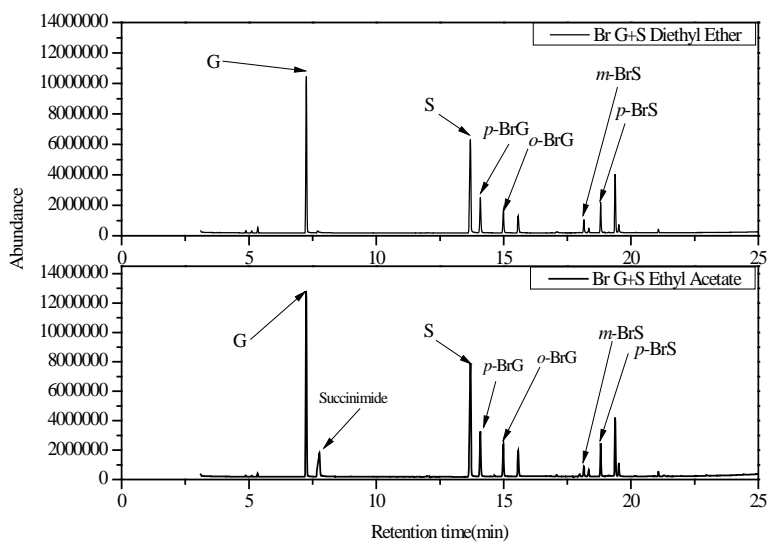 14000000
12000000
10000000
8000000
6000000
4000000
2000000
0
Br G+S Diethyl Ether
G
S
p-BrG
o-BrG
m-BrS
p-BrS
0 5 10 15 20 25
Abundance
14000000
12000000
10000000
8000000
6000000
4000000
2000000
0
Br G+S Ethyl Acetate
G
Succinimide
S
p-BrG
o-BrG
m-BrS
p-BrS
0 5 10 15 20 25
Retention time(min)